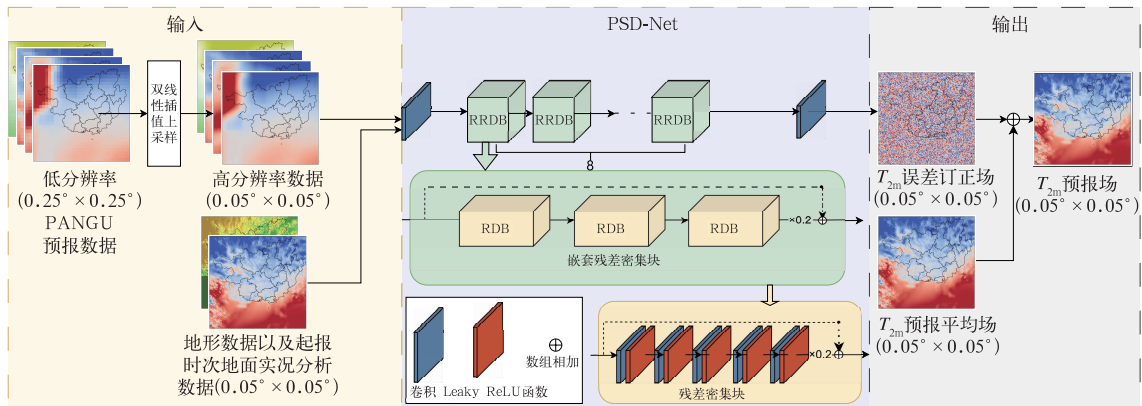 输入
双线
性插
值上
采样
低分辨率
(0.25°×0.25°)
PANGU
预报数据
高分辨率数据
(0.05°×0.05°)
地形数据以及起报
时次地面实况分析
数据(0.05°×0.05°)
PSD-Net
RRDB
RRDB
RRDB
8
RDB
RDB
RDB
×0.2
嵌套残差密集块
卷积 Leaky ReLU函数
数组相加
×0.2
残差密集块
输出
T2m误差订正场
(0.05°×0.05°)
T2m预报场
(0.05°×0.05°)
T2m预报平均场
(0.05°×0.05°)